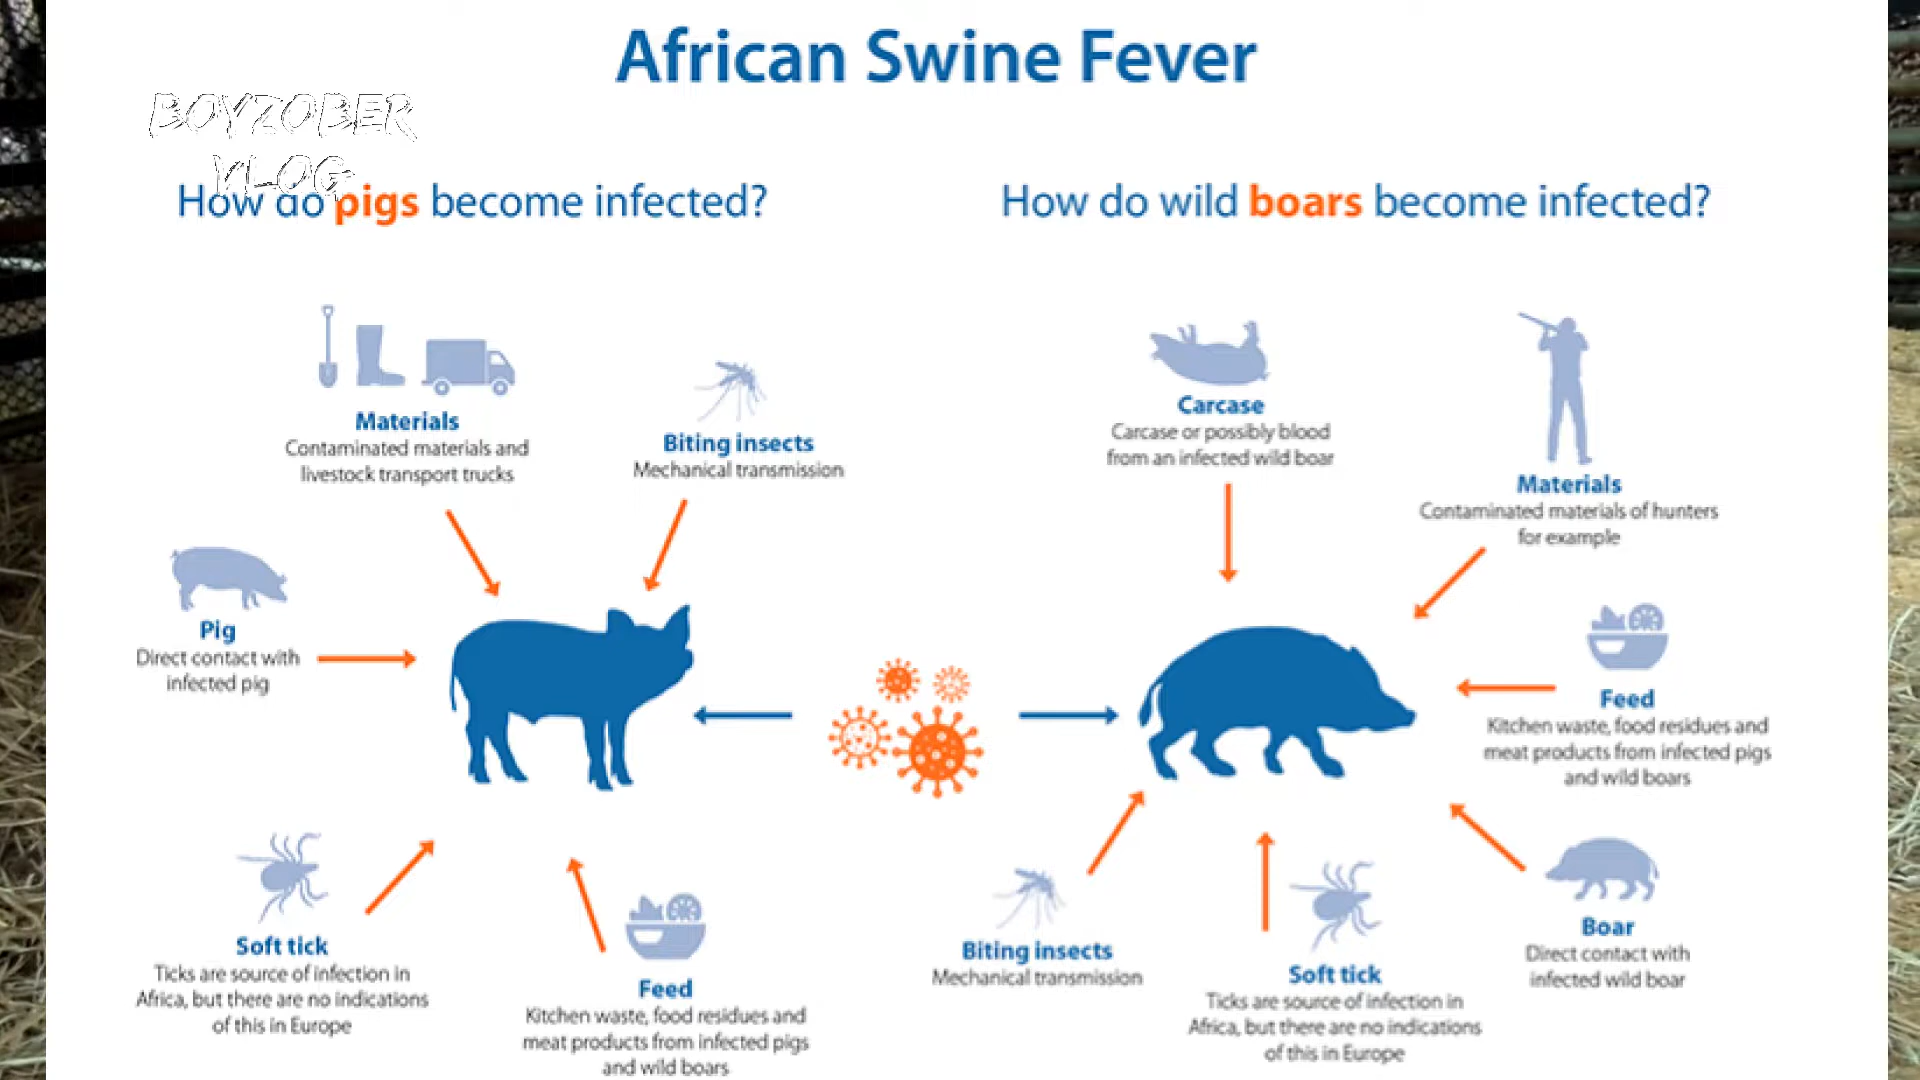 African Swine Fever
BOYZOBER
VLOG
How do pigs become infected?
How do wild boars become infected?
Materials
Contaminated materials and
livestock transport trucks
Biting insects
Mechanical transmission
Pig
Direct contact with
infected pig
Soft tick
Ticks are source of infection in
Africa, but there are no indications
of this in Europe
Feed
Kitchen waste, food residues and
meat products from infected pigs
and wild boars
Carcase
Carcase or possibly blood
from an infected wild boar
Materials
Contaminated materials of hunters
for example
Feed
Kitchen waste, food residues and
meat products from infected pigs
and wild boars
Boar
Direct contact with
infected wild boar
Biting insects
Mechanical transmission
Soft tick
Ticks are source of infection in
Africa, but there are no indications
of this in Europe